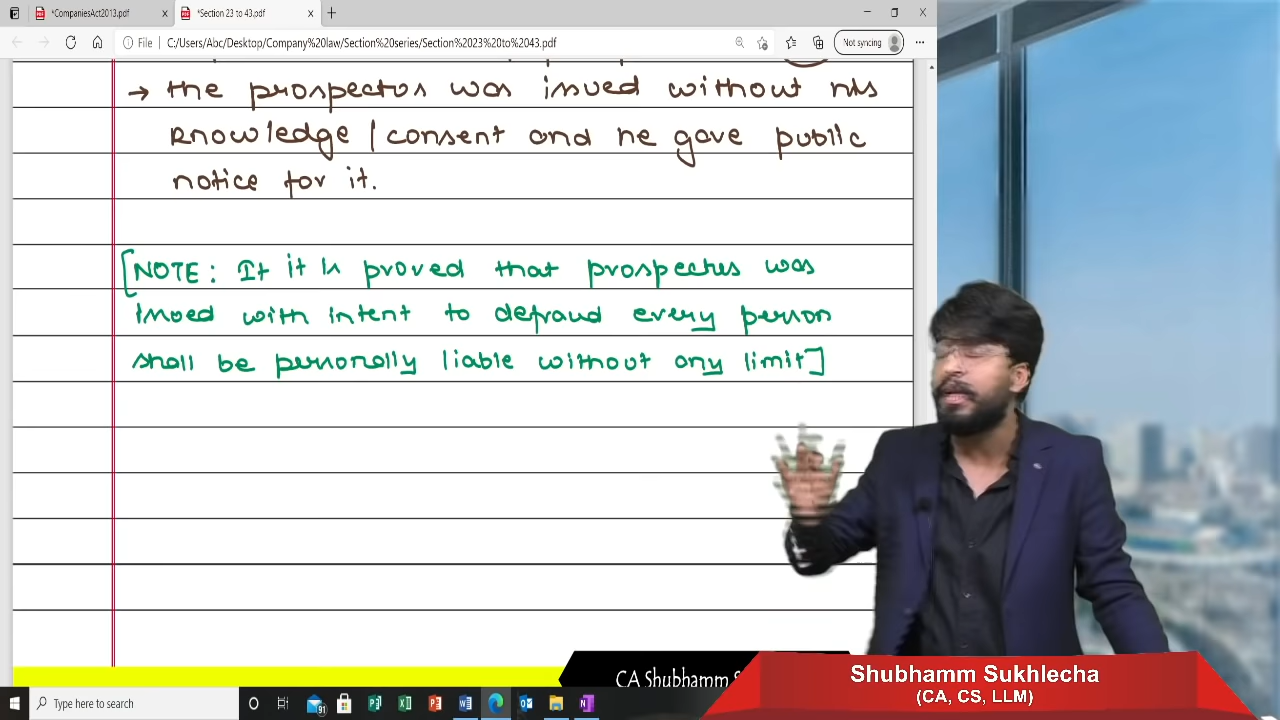 *CompaniesAct2013.pdf
*Section 23 to 43.pdf
File
C:/Users/Abc/Desktop/Company%20law/Section%20series/Section%2023%20to%2043.pdf
Not syncing
→ the prospectus was issued without his
knowledge / consent and he gave public
notice for it.
[NOTE: If it is proved that prospectus was
issued with intent to defraud every person
shall be personally liable without any limit]
CA Shubhamm S
Shubhamm Sukhlecha
(CA, CS, LLM)
Type here to search
91